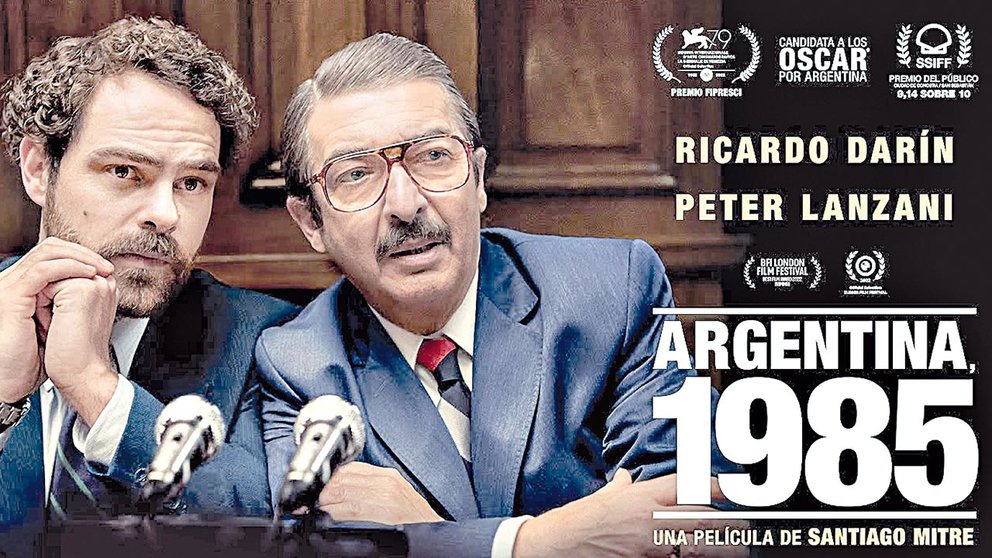 79
PREMIO FIPRESCI
CANDIDATA A LOS
OSCAR
POR ARGENTINA
SSIFF
PREMIO DEL PÚBLICO
9,14 SOBRE 10
RICARDO DARÍN
PETER LANZANI
BFI LONDON
FILM FESTIVAL
ARGENTINA,
1985
UNA PELÍCULA DE SANTIAGO MITRE